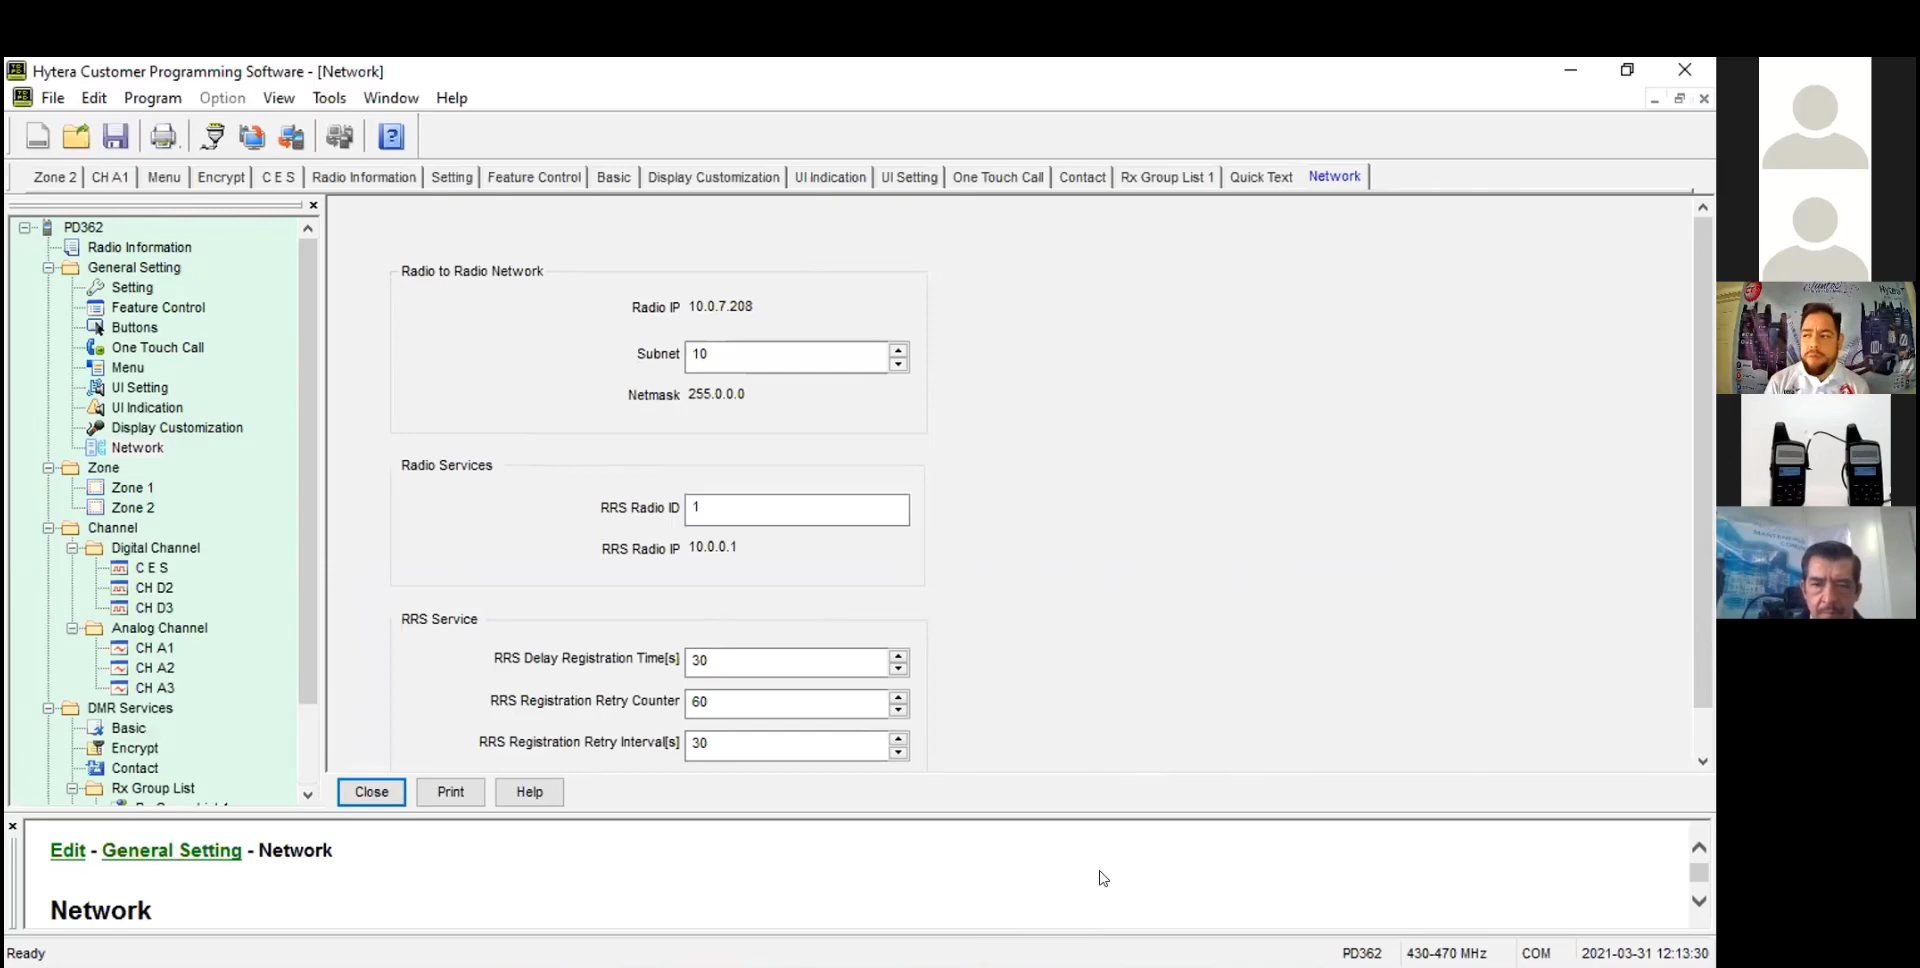 Hytera Customer Programming Software - [Network]
File Edit Program Option View Tools Window Help
Zone 2 CH A1 Menu Encrypt C E S Radio Information Setting Feature Control Basic Display Customization UI Indication UI Setting One Touch Call Contact Rx Group List 1 Quick Text Network
PD362
Radio Information
General Setting
Setting
Feature Control
Buttons
One Touch Call
Menu
UI Setting
UI Indication
Display Customization
Network
Zone
Zone 1
Zone 2
Channel
Digital Channel
C E S
CH D2
CH D3
Analog Channel
CH A1
CH A2
CH A3
DMR Services
Basic
Encrypt
Contact
Rx Group List
Radio to Radio Network
Radio IP 10.0.7.208
Subnet 10
Netmask 255.0.0.0
Radio Services
RRS Radio ID 1
RRS Radio IP 10.0.0.1
RRS Service
RRS Delay Registration Time[s] 30
RRS Registration Retry Counter 60
RRS Registration Retry Interval[s] 30
Close Print Help
Edit - General Setting - Network
Network
Ready PD362 430-470 MHz COM 2021-03-31 12:13:30